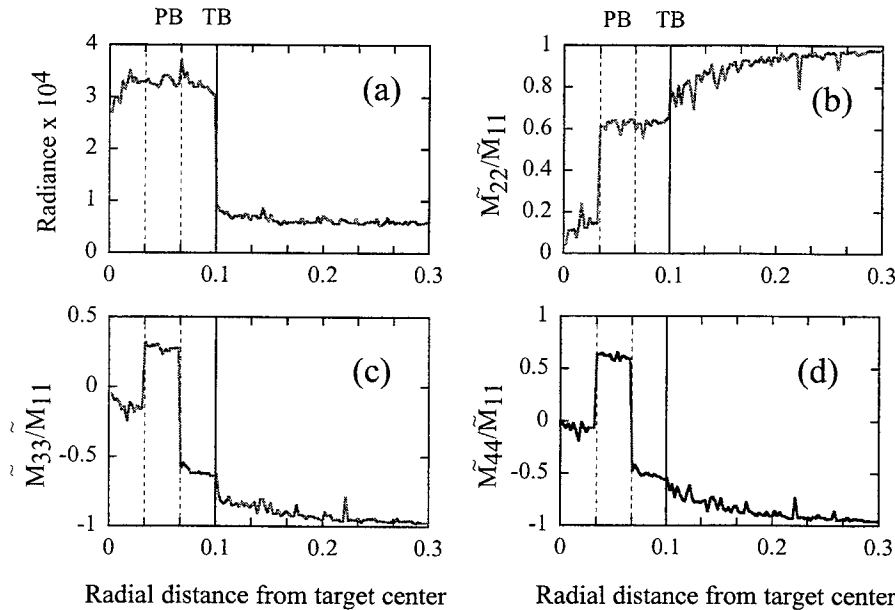 PB TB
PB TB
4
3
2
1
0
Radiance x 10⁴
(a)
0 0.1 0.2 0.3
1
0.8
0.6
0.4
0.2
0
M̃22/M̃11
(b)
0 0.1 0.2 0.3
0.5
0
-0.5
-1
M̃33/M̃11
(c)
0 0.1 0.2 0.3
Radial distance from target center
1
0.5
0
-0.5
-1
M̃44/M̃11
(d)
0 0.1 0.2 0.3
Radial distance from target center